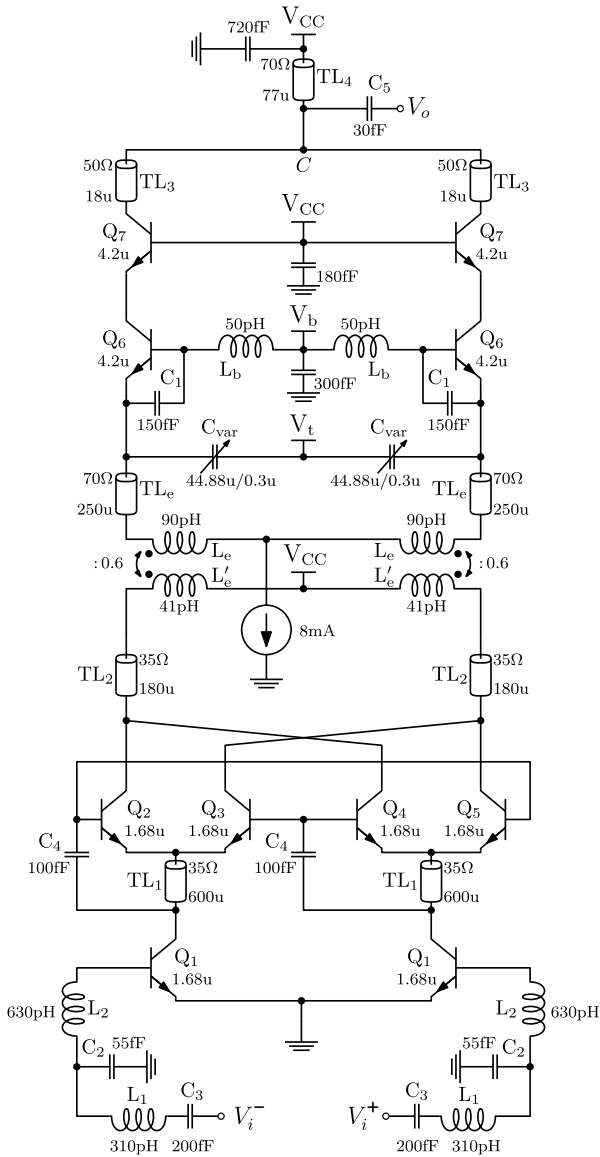 V_CC
720fF
70Ω TL_4
77u C_5
V_o
30fF
C
50Ω 50Ω
TL_3 TL_3
18u 18u
V_CC
Q_7 Q_7
4.2u 4.2u
180fF
V_b
50pH 50pH
Q_6 Q_6
4.2u 4.2u
L_b L_b
C_1 C_1
300fF
150fF 150fF
C_var V_t C_var
44.88u/0.3u 44.88u/0.3u
70Ω 70Ω
TL_e TL_e
250u 250u
90pH 90pH
L_e L_e
:0.6 V_CC :0.6
L'_e L'_e
41pH 41pH
8mA
35Ω 35Ω
TL_2 TL_2
180u 180u
Q_2 Q_3 Q_4 Q_5
1.68u 1.68u 1.68u 1.68u
C_4 C_4
100fF 35Ω 100fF 35Ω
TL_1 TL_1
600u 600u
Q_1 Q_1
1.68u 1.68u
630pH L_2 L_2 630pH
C_2 55fF 55fF C_2
L_1 C_3 C_3 L_1
V_i^- V_i^+
310pH 200fF 200fF 310pH